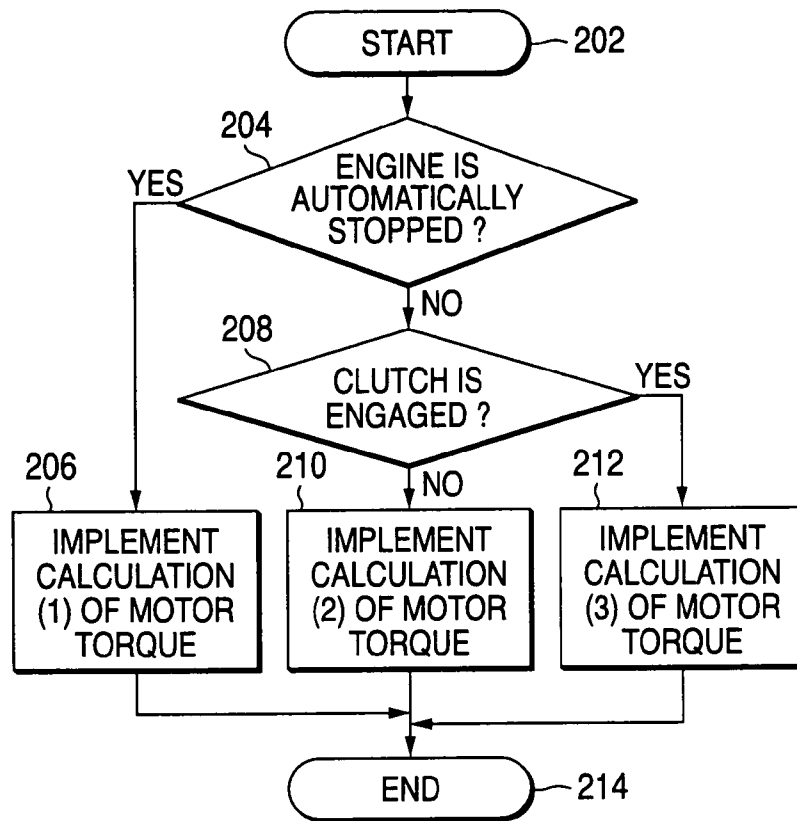 START
202
204
YES
ENGINE IS
AUTOMATICALLY
STOPPED ?
NO
208
CLUTCH IS
ENGAGED ?
YES
206
210
NO
212
IMPLEMENT
CALCULATION
(1) OF MOTOR
TORQUE
IMPLEMENT
CALCULATION
(2) OF MOTOR
TORQUE
IMPLEMENT
CALCULATION
(3) OF MOTOR
TORQUE
END
214